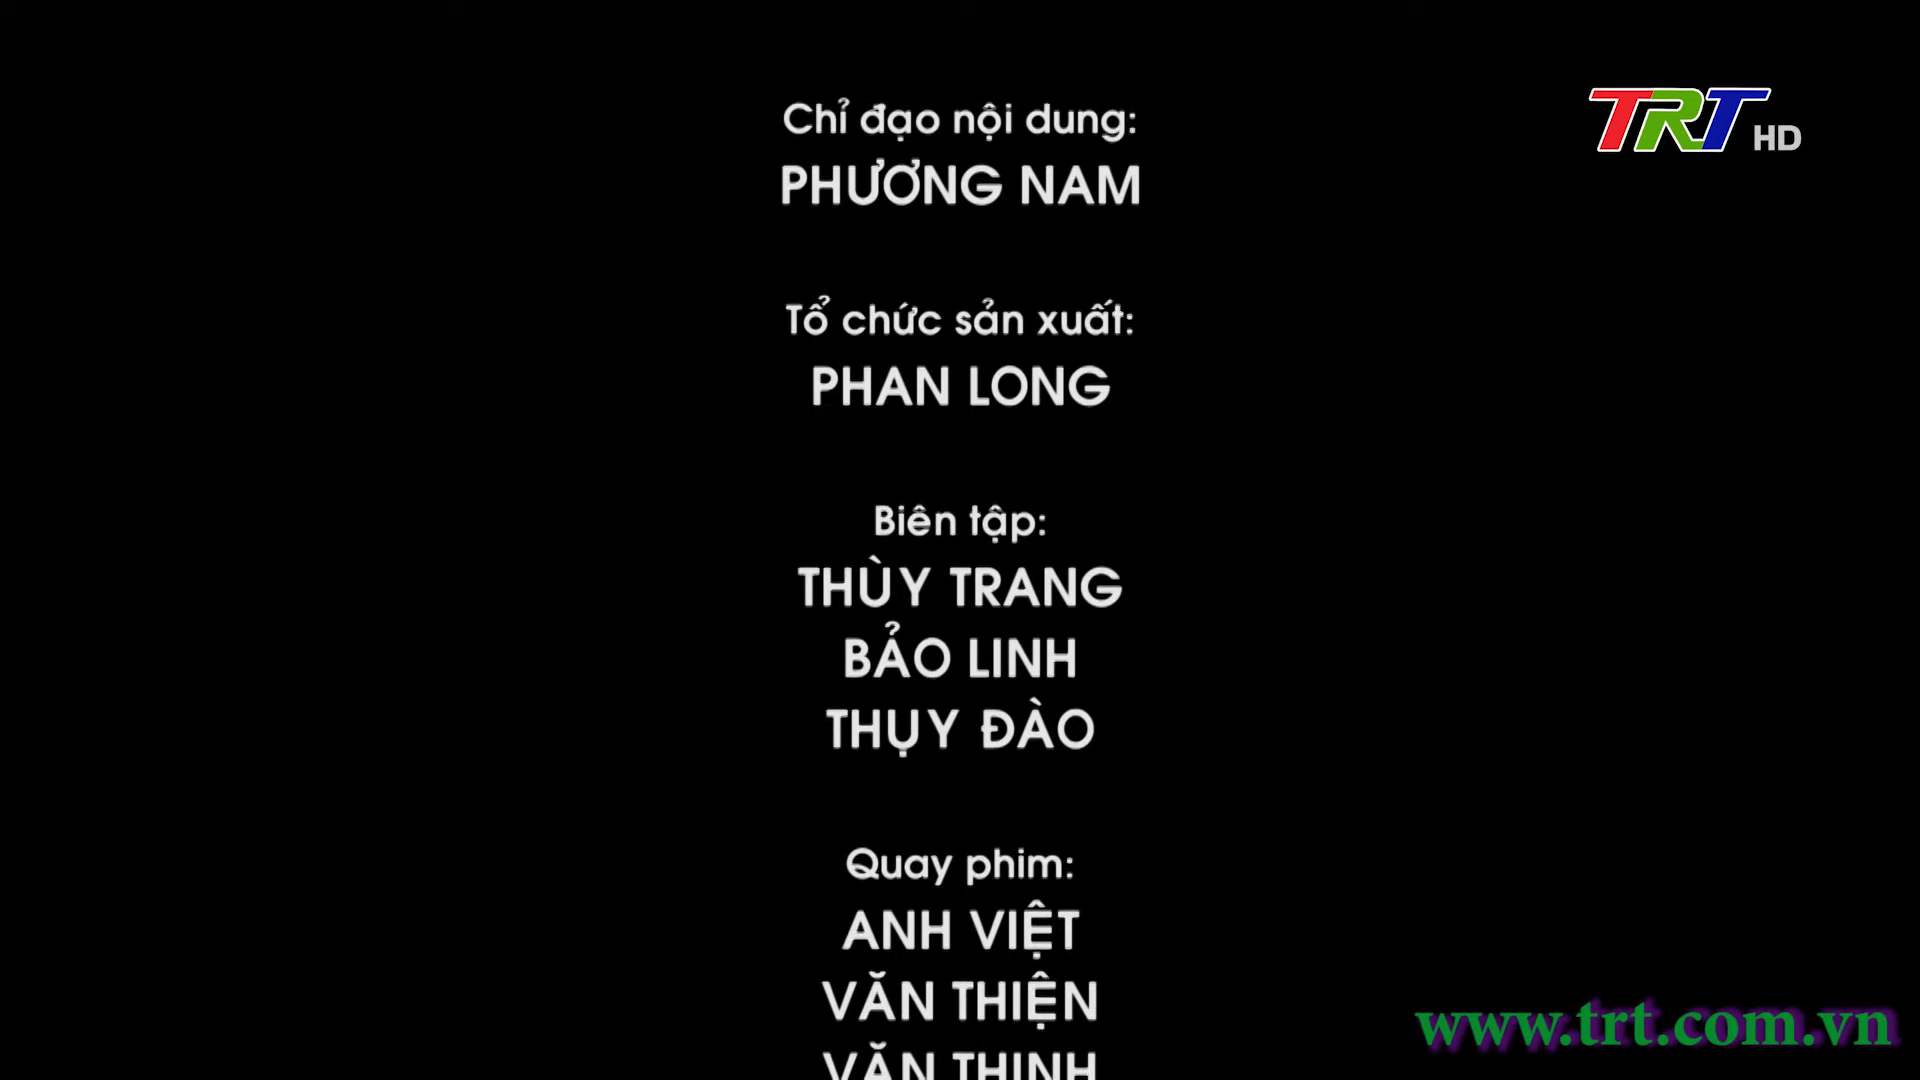 Chỉ đạo nội dung:
PHƯƠNG NAM
TRT HD
Tổ chức sản xuất:
PHAN LONG
Biên tập:
THÙY TRANG
BẢO LINH
THỤY ĐÀO
Quay phim:
ANH VIỆT
VĂN THIỆN
VĂN
www.trt.com.vn